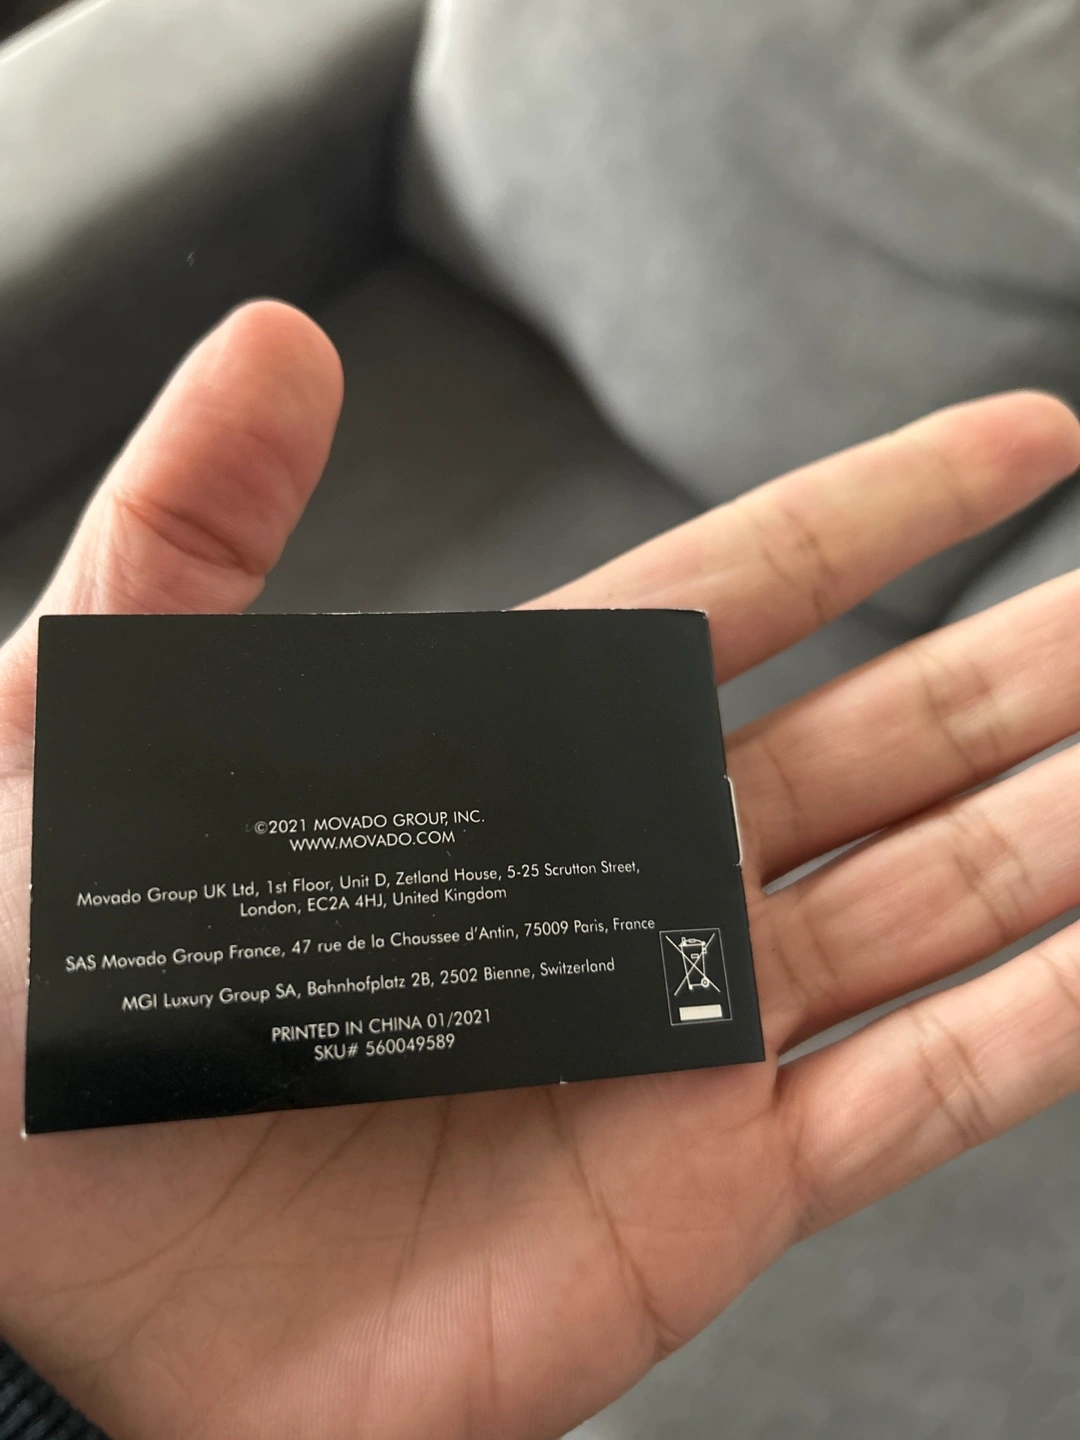 ©2021 MOVADO GROUP, INC.
WWW.MOVADO.COM
Movado Group UK Ltd, 1st Floor, Unit D, Zetland House, 5-25 Scrutton Street,
London, EC2A 4HJ, United Kingdom
SAS Movado Group France, 47 rue de la Chaussee d'Antin, 75009 Paris, France
MGI Luxury Group SA, Bahnhofplatz 2B, 2502 Bienne, Switzerland
PRINTED IN CHINA 01/2021
SKU# 560049589